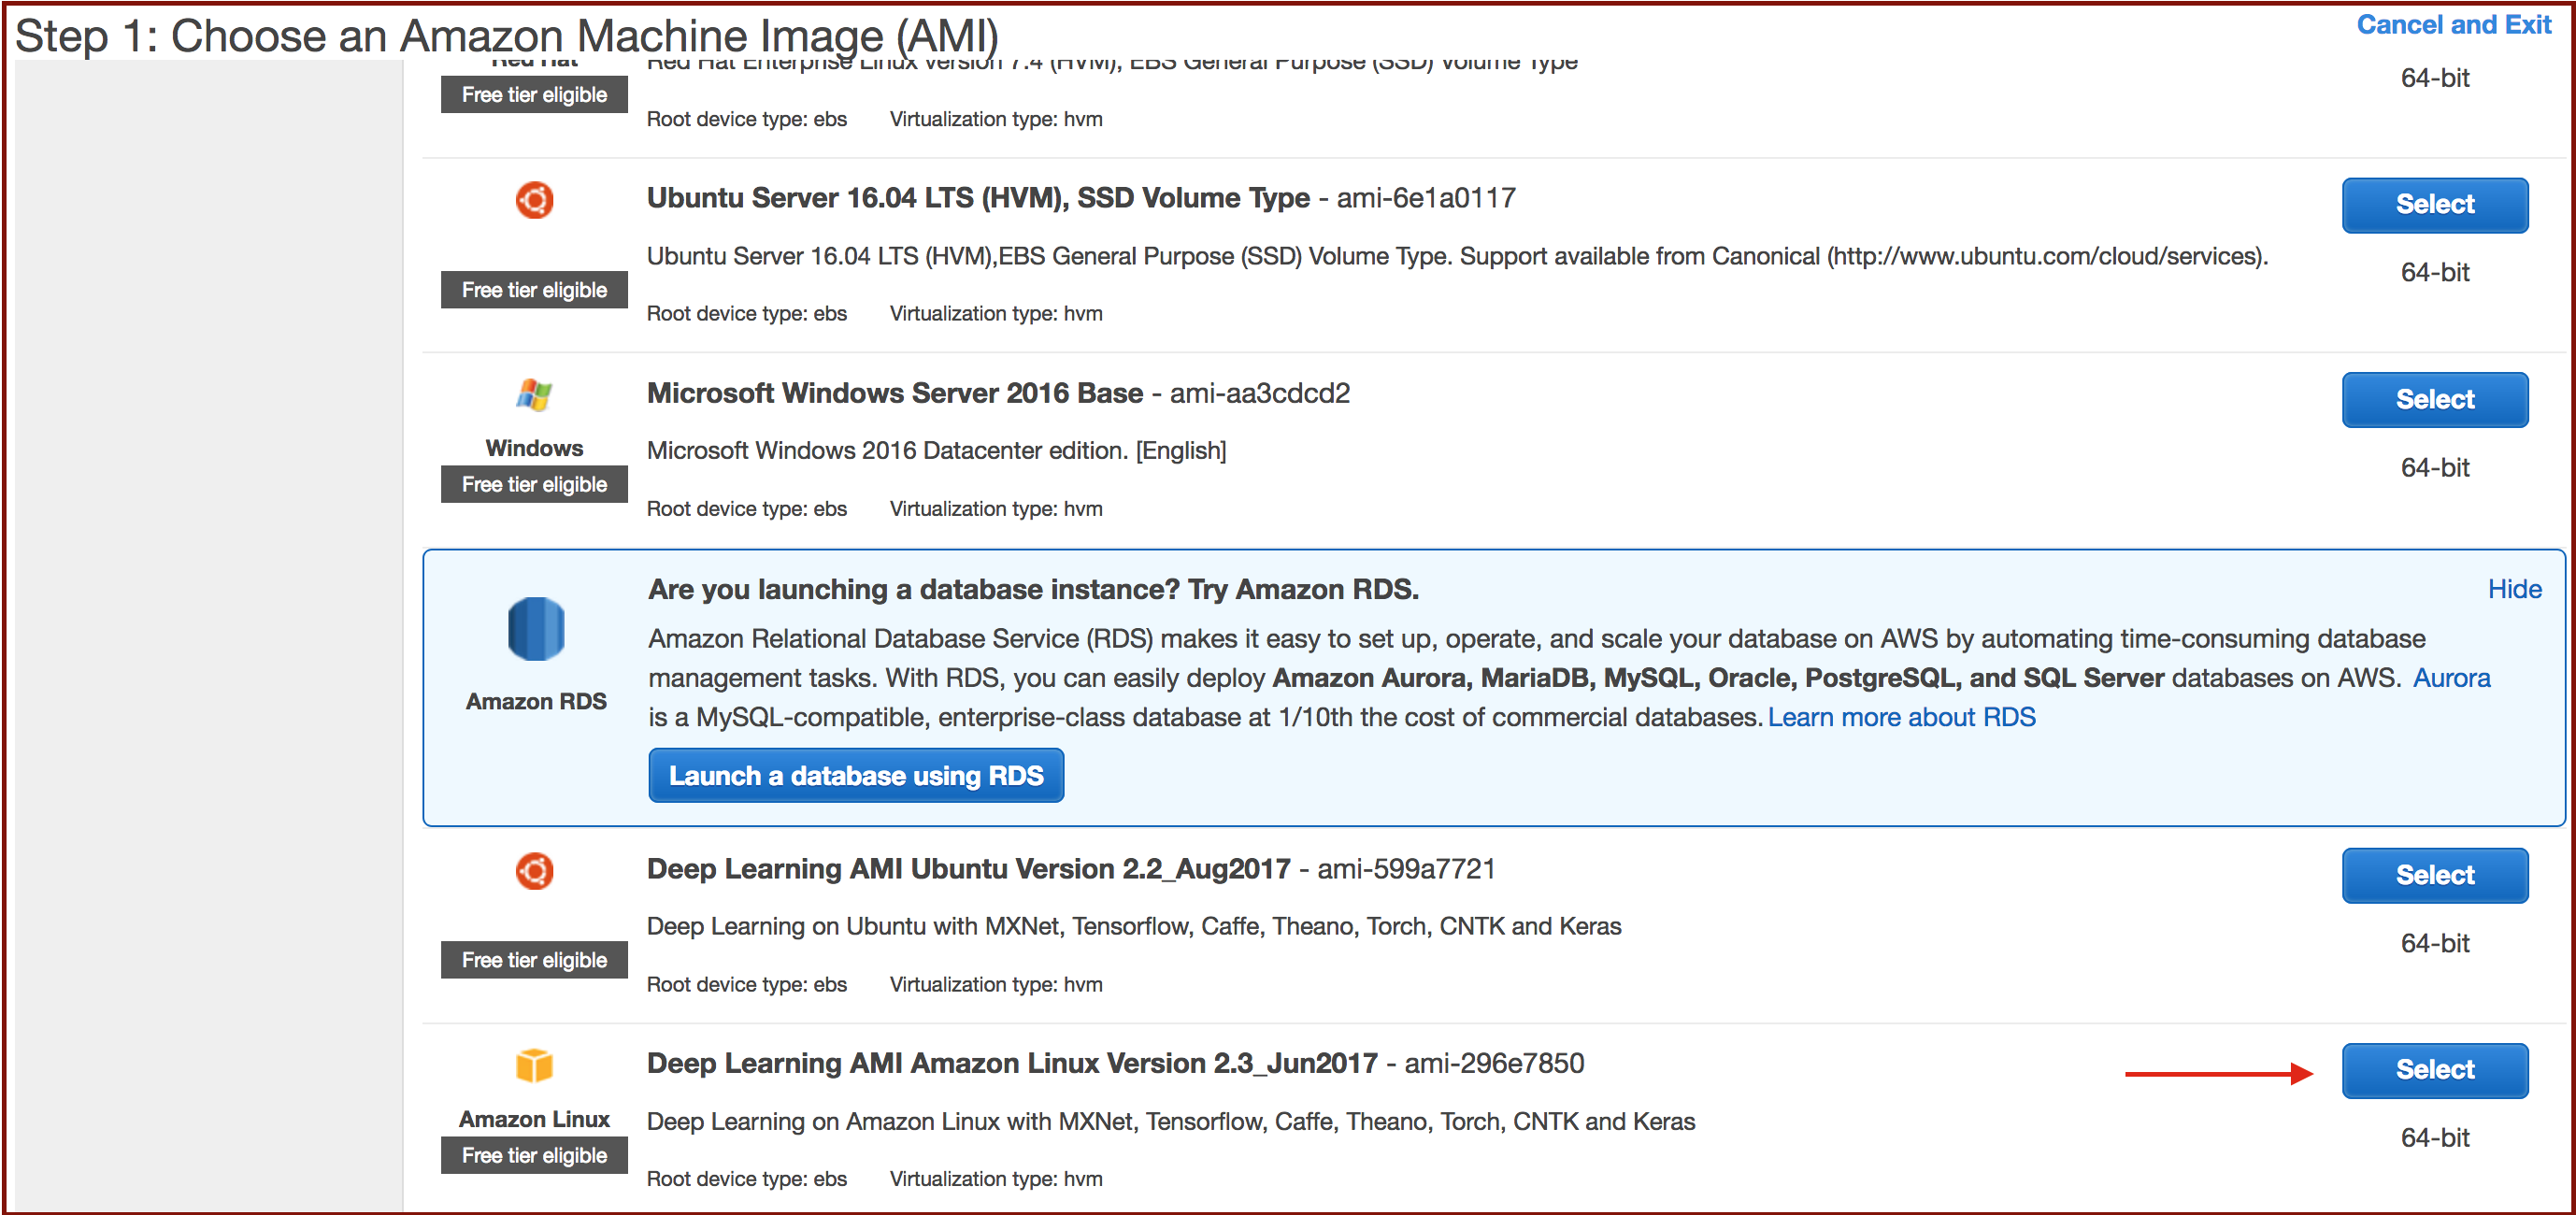 Step 1: Choose an Amazon Machine Image (AMI)
Cancel and Exit
Red Hat
Red Hat Enterprise Linux version 7.4 (HVM), EBS General Purpose (SSD) Volume Type
64-bit
Free tier eligible
Root device type: ebs Virtualization type: hvm
Ubuntu Server 16.04 LTS (HVM), SSD Volume Type - ami-6e1a0117
Select
Ubuntu Server 16.04 LTS (HVM),EBS General Purpose (SSD) Volume Type. Support available from Canonical (http://www.ubuntu.com/cloud/services).
64-bit
Free tier eligible
Root device type: ebs Virtualization type: hvm
Microsoft Windows Server 2016 Base - ami-aa3cdcd2
Select
Windows
Microsoft Windows 2016 Datacenter edition. [English]
64-bit
Free tier eligible
Root device type: ebs Virtualization type: hvm
Are you launching a database instance? Try Amazon RDS.
Hide
Amazon RDS
Amazon Relational Database Service (RDS) makes it easy to set up, operate, and scale your database on AWS by automating time-consuming database
management tasks. With RDS, you can easily deploy Amazon Aurora, MariaDB, MySQL, Oracle, PostgreSQL, and SQL Server databases on AWS. Aurora
is a MySQL-compatible, enterprise-class database at 1/10th the cost of commercial databases. Learn more about RDS
Launch a database using RDS
Deep Learning AMI Ubuntu Version 2.2_Aug2017 - ami-599a7721
Select
Deep Learning on Ubuntu with MXNet, Tensorflow, Caffe, Theano, Torch, CNTK and Keras
64-bit
Free tier eligible
Root device type: ebs Virtualization type: hvm
Deep Learning AMI Amazon Linux Version 2.3_Jun2017 - ami-296e7850
Select
Amazon Linux
Deep Learning on Amazon Linux with MXNet, Tensorflow, Caffe, Theano, Torch, CNTK and Keras
64-bit
Free tier eligible
Root device type: ebs Virtualization type: hvm